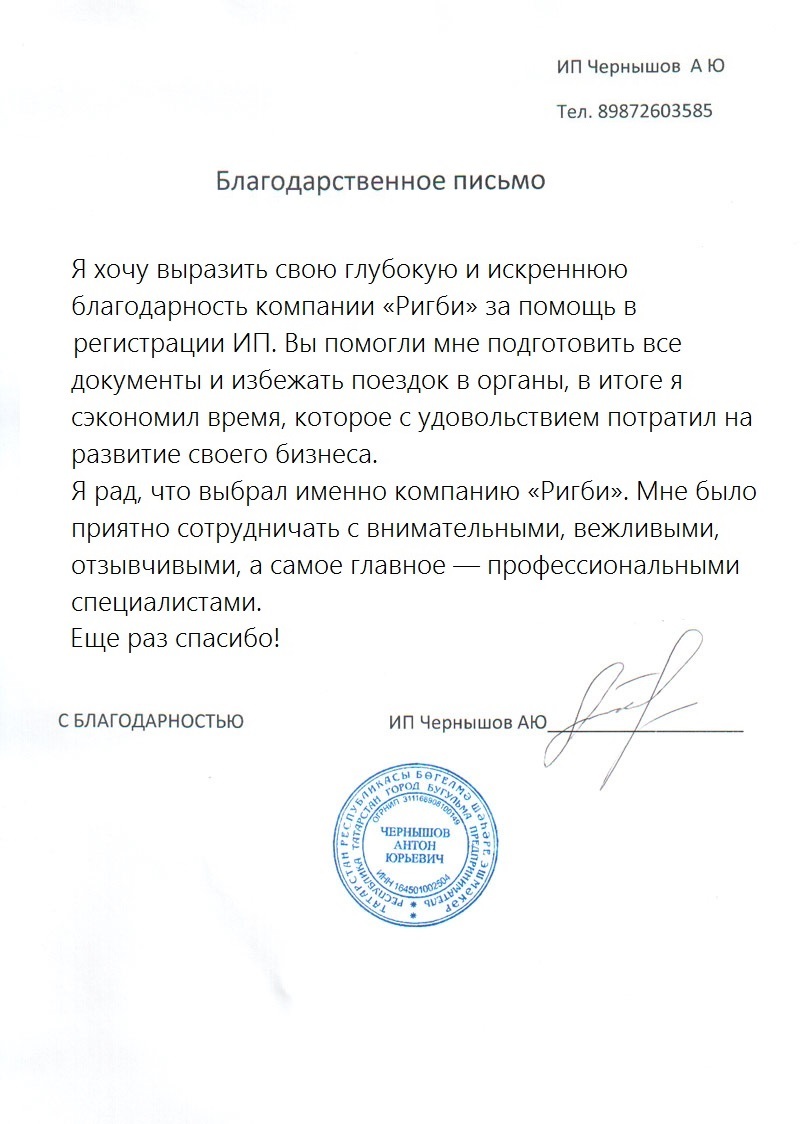 ИП Чернышов А Ю
Тел. 89872603585
Благодарственное письмо
Я хочу выразить свою глубокую и искреннюю
благодарность компании «Ригби» за помощь в
регистрации ИП. Вы помогли мне подготовить все
документы и избежать поездок в органы, в итоге я
сэкономил время, которое с удовольствием потратил на
развитие своего бизнеса.
Я рад, что выбрал именно компанию «Ригби». Мне было
приятно сотрудничать с внимательными, вежливыми,
отзывчивыми, а самое главное — профессиональными
специалистами.
Еще раз спасибо!
С БЛАГОДАРНОСТЬЮ ИП Чернышов АЮ
ТАТАРСТАН РЕСПУБЛИКАСЫ БӨГЕЛМӘ ШӘҺӘРЕ ЭШМӘКӘР
РЕСПУБЛИКА ТАТАРСТАН ГОРОД БУГУЛЬМА ПРЕДПРИНИМАТЕЛЬ
ОГРНИП 311168908100149
ЧЕРНЫШОВ
АНТОН
ЮРЬЕВИЧ
ИНН 164501002504